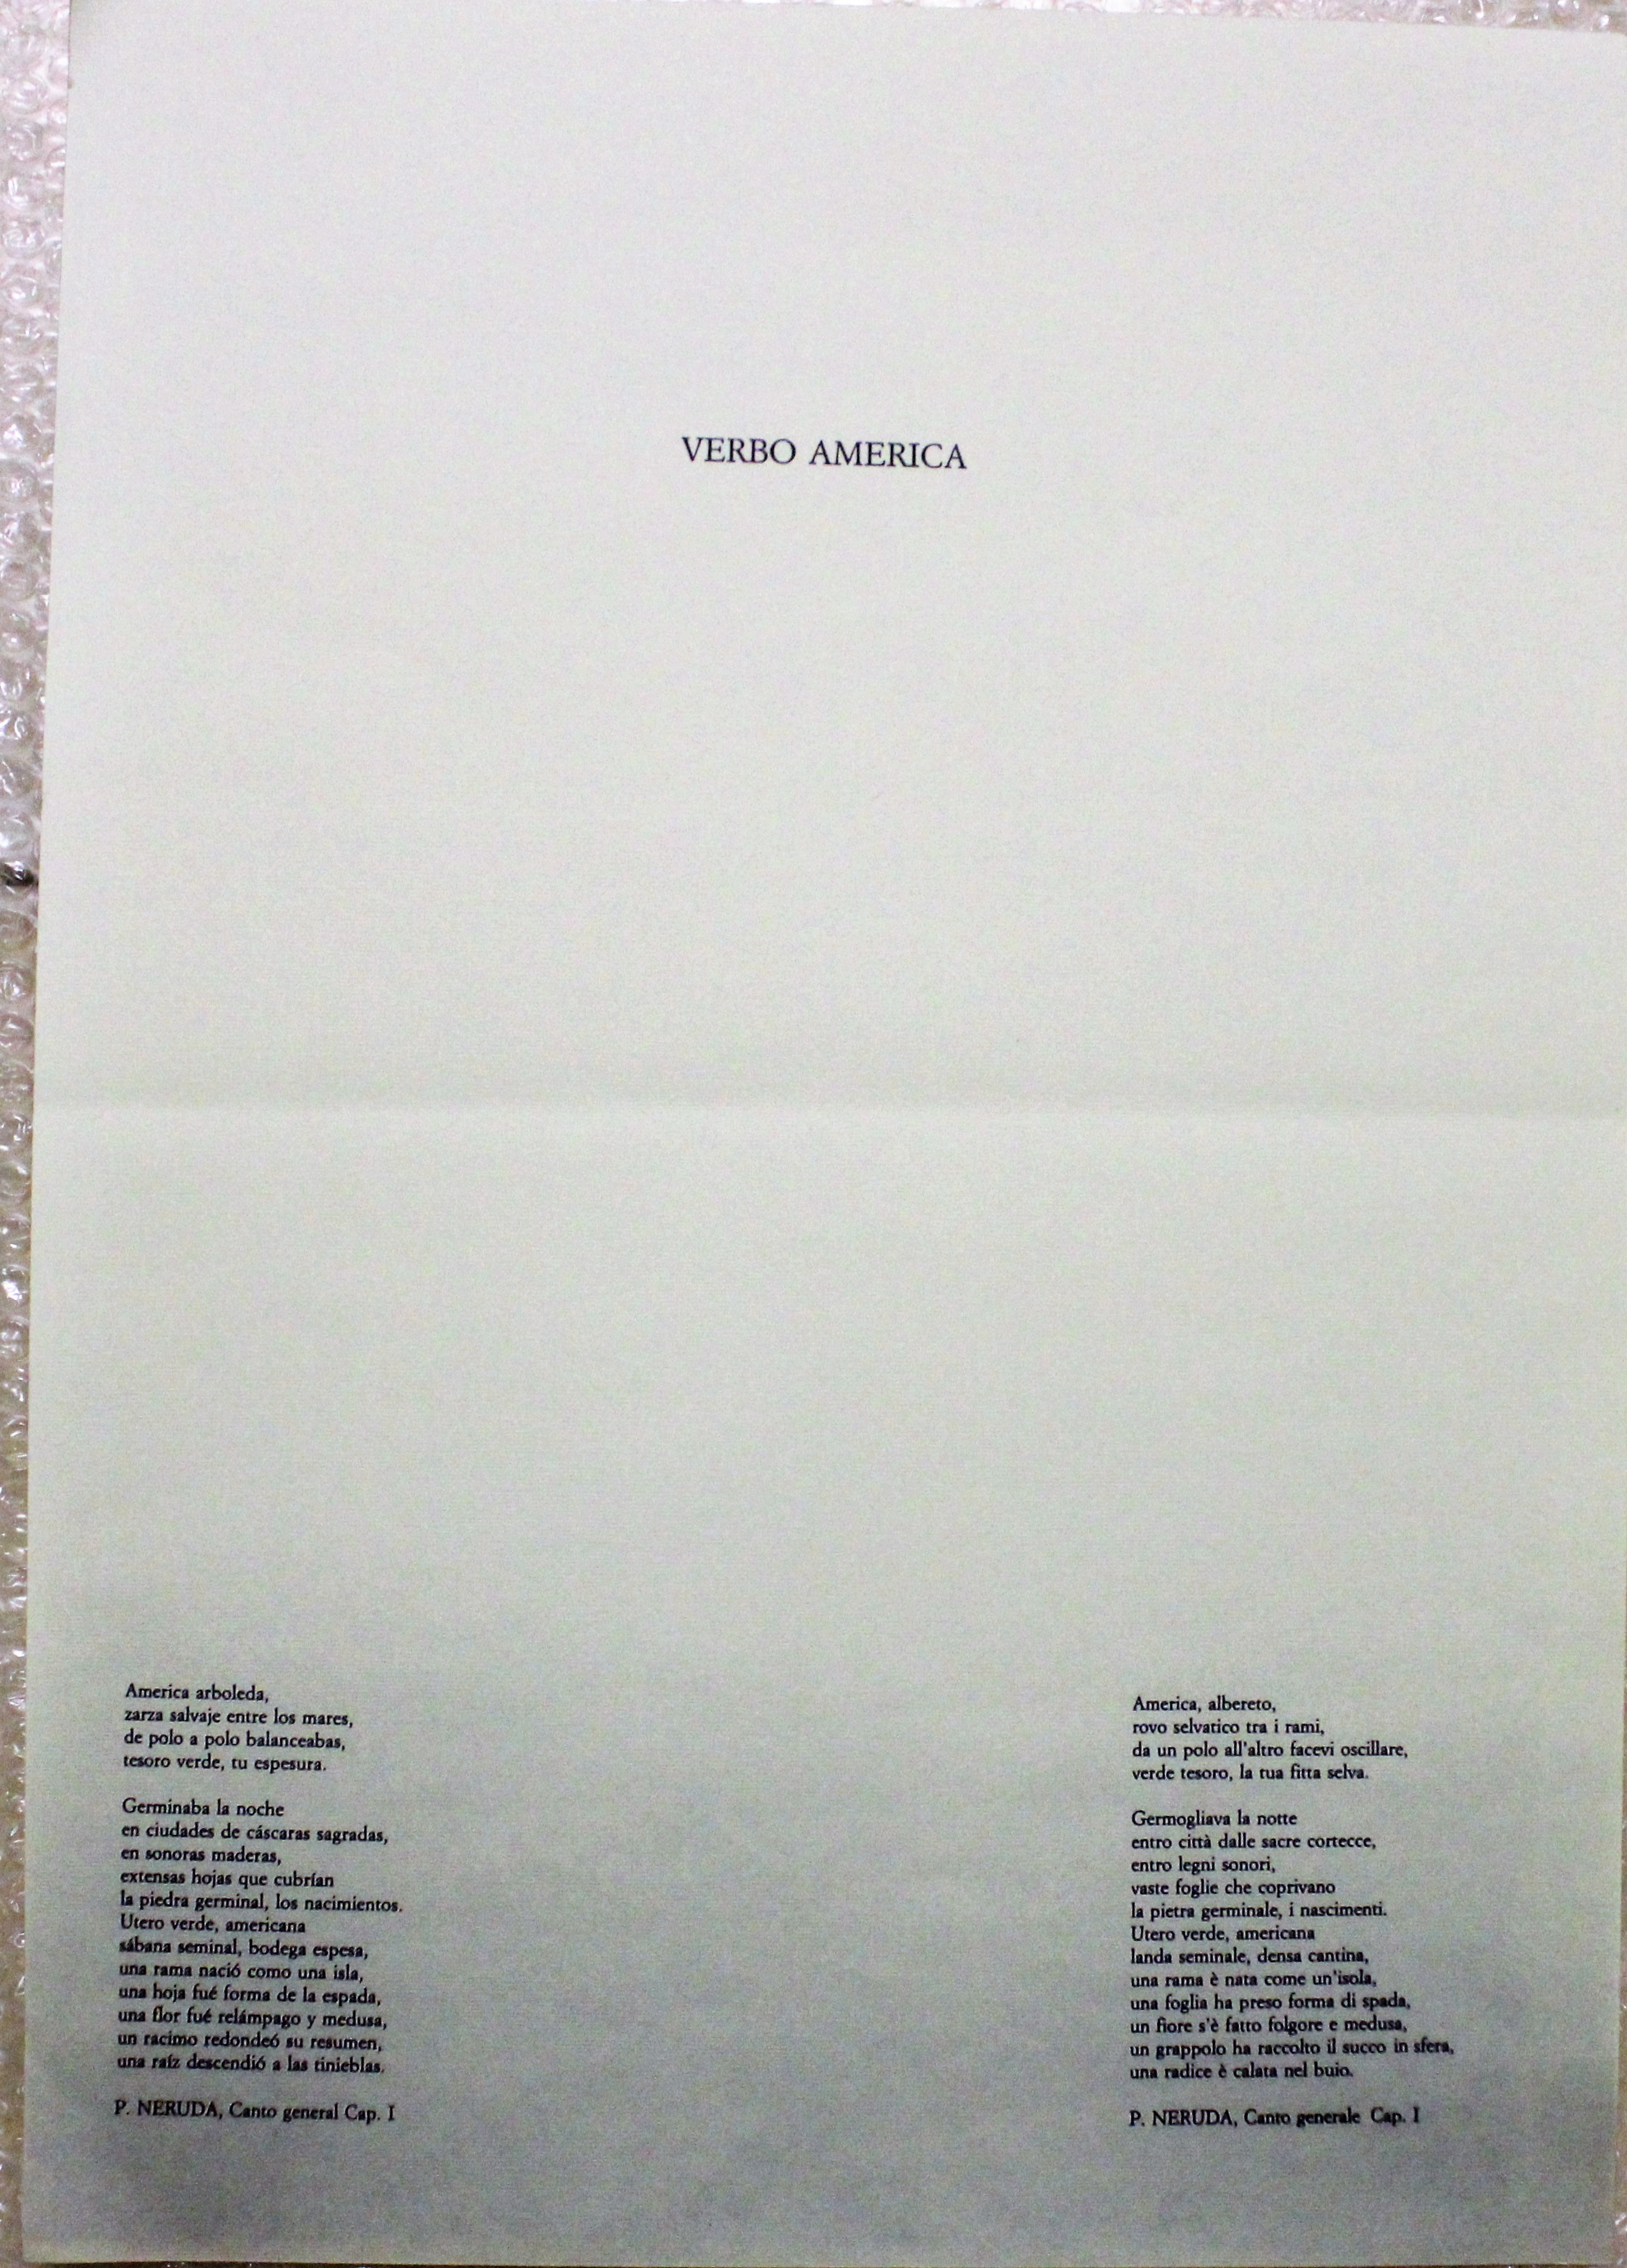 VERBO AMERICA
America arboleda,
zarza salvaje entre los mares,
de polo a polo balanceabas,
tesoro verde, tu espesura.
Germinaba la noche
en ciudades de cáscaras sagradas,
en sonoras maderas,
extensas hojas que cubrían
la piedra germinal, los nacimientos.
Utero verde, americana
sábana seminal, bodega espesa,
una rama nació como una isla,
una hoja fué forma de la espada,
una flor fué relámpago y medusa,
un racimo redondeó su resumen,
una raíz descendió a las tinieblas.
P. NERUDA, Canto general Cap. I
America, albereto,
rovo selvatico tra i rami,
da un polo all'altro facevi oscillare,
verde tesoro, la tua fitta selva.
Germogliava la notte
entro città dalle sacre cortecce,
entro legni sonori,
vaste foglie che coprivano
la pietra germinale, i nascimenti.
Utero verde, americana
landa seminale, densa cantina,
una rama è nata come un'isola,
una foglia ha preso forma di spada,
un fiore s'è fatto folgore e medusa,
un grappolo ha raccolto il succo in sfera,
una radice è calata nel buio.
P. NERUDA, Canto generale Cap. I